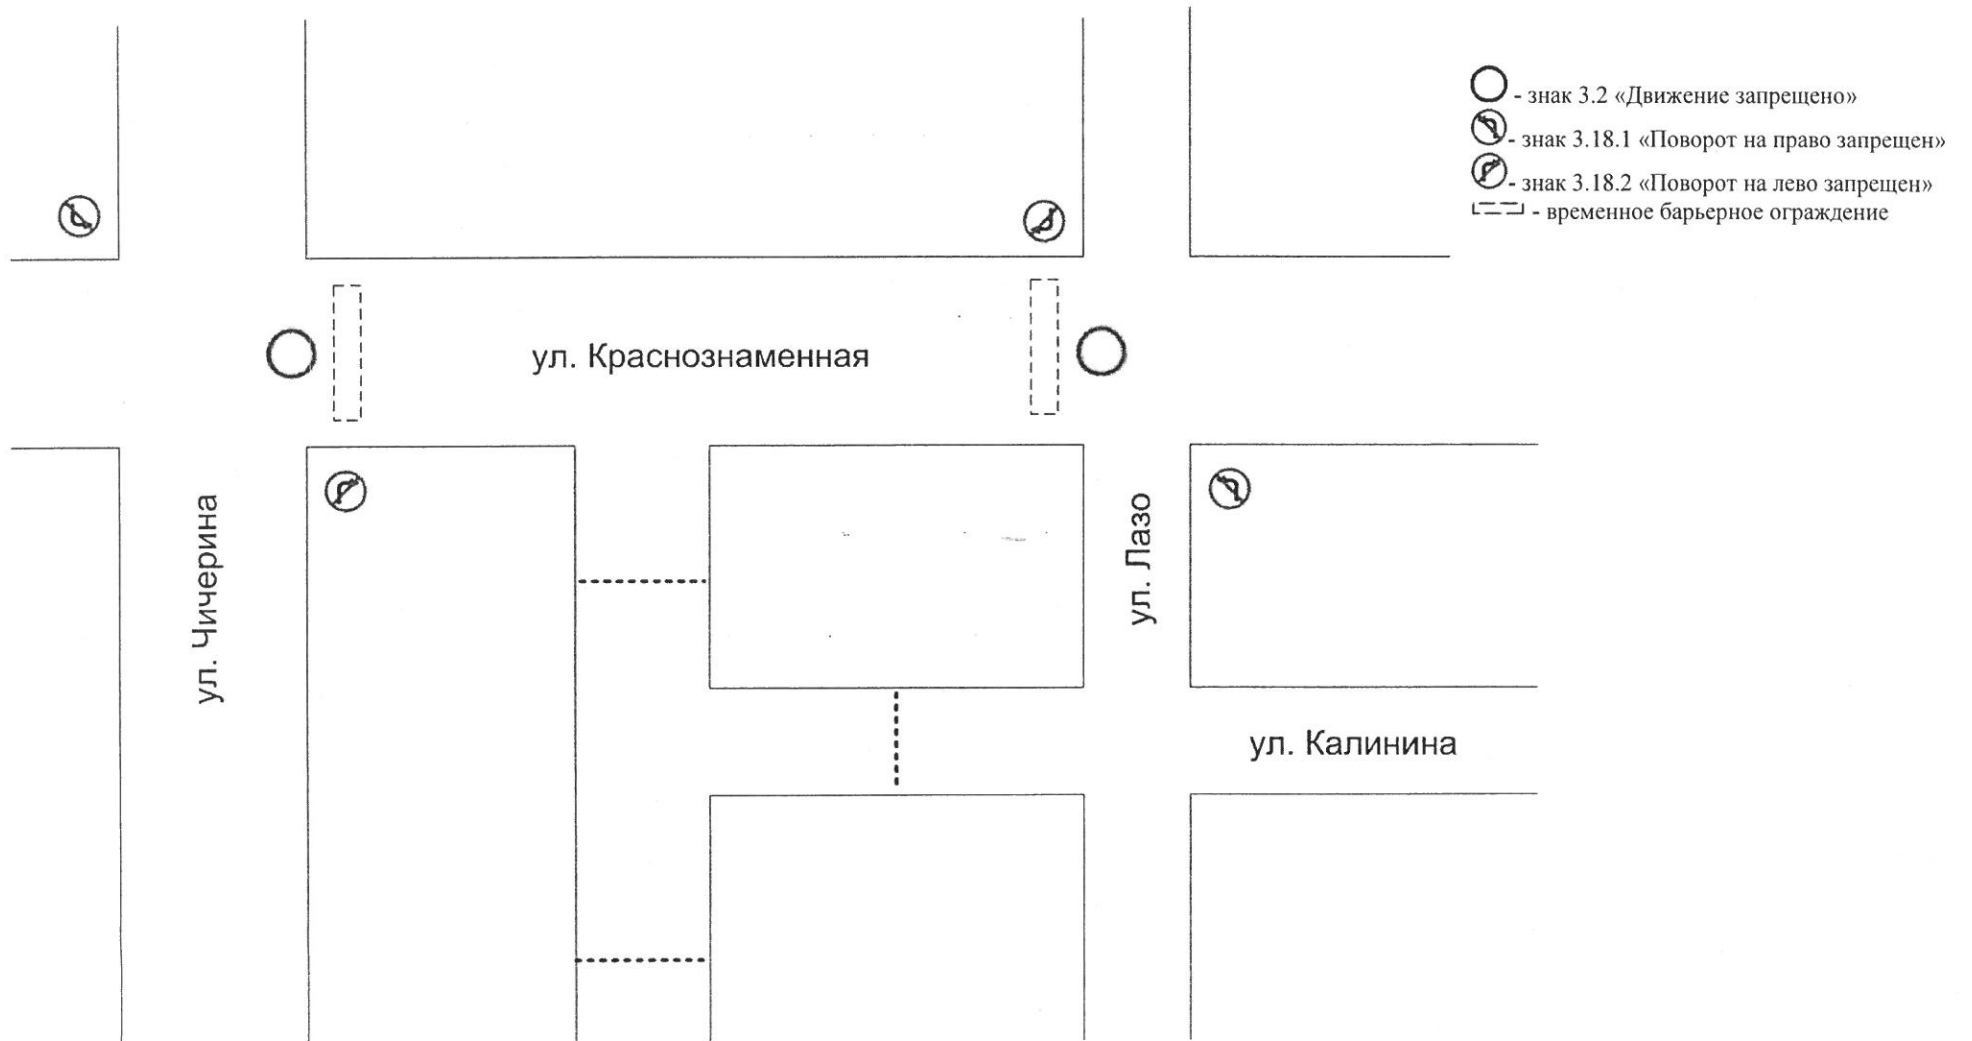 - знак 3.2 «Движение запрещено»
- знак 3.18.1 «Поворот на право запрещен»
- знак 3.18.2 «Поворот на лево запрещен»
- временное барьерное ограждение
ул. Краснознаменная
ул. Чичерина
ул. Лазо
ул. Калинина